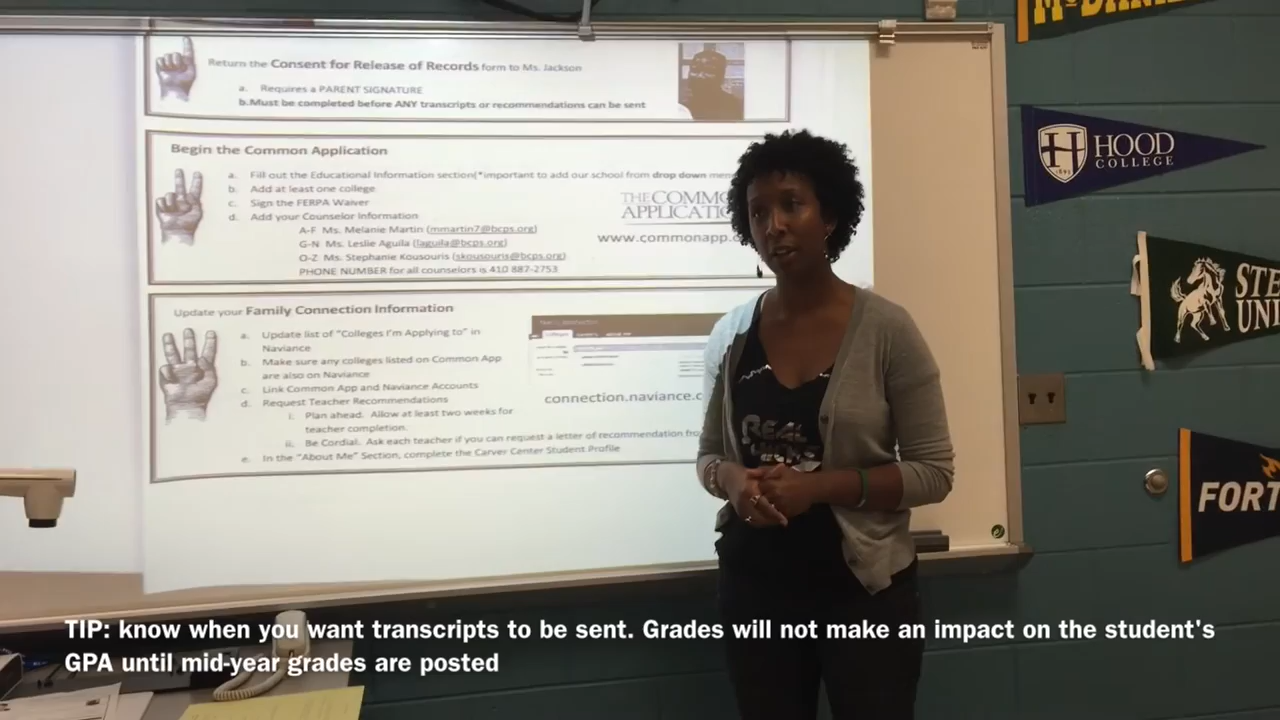 McDANI
Return the Consent for Release of Records form to Ms. Jackson
a. Requires a PARENT SIGNATURE
b. Must be completed before ANY transcripts or recommendations can be sent
Begin the Common Application
a. Fill out the Educational Information section(*important to add our school from drop down
b. Add at least one college
c. Sign the FERPA Waiver
d. Add your Counselor Information
A-F Ms. Melanie Martin (mmartin7@bcps.org)
G-N Ms. Leslie Aguila (laguila@bcps.org)
O-Z Ms. Stephanie Kousouris (skousouris@bcps.org)
PHONE NUMBER for all counselors is 410 887-2753
THE COMMO
APPLICATIO
www.commonapp.
Update your Family Connection Information
a. Update list of "Colleges I'm Applying to" in
Naviance
b. Make sure any colleges listed on Common App
are also on Naviance
c. Link Common App and Naviance Accounts
d. Request Teacher Recommendations
i. Plan ahead. Allow at least two weeks for
teacher completion.
ii. Be Cordial. Ask each teacher if you can request a letter of recommendation fro
e. In the "About Me" Section, complete the Carver Center Student Profile
connection.naviance.c
REAL
H
1893
HOOD
COLLEGE
STE
UNI
FORT
TIP: know when you want transcripts to be sent. Grades will not make an impact on the student's
GPA until mid-year grades are posted